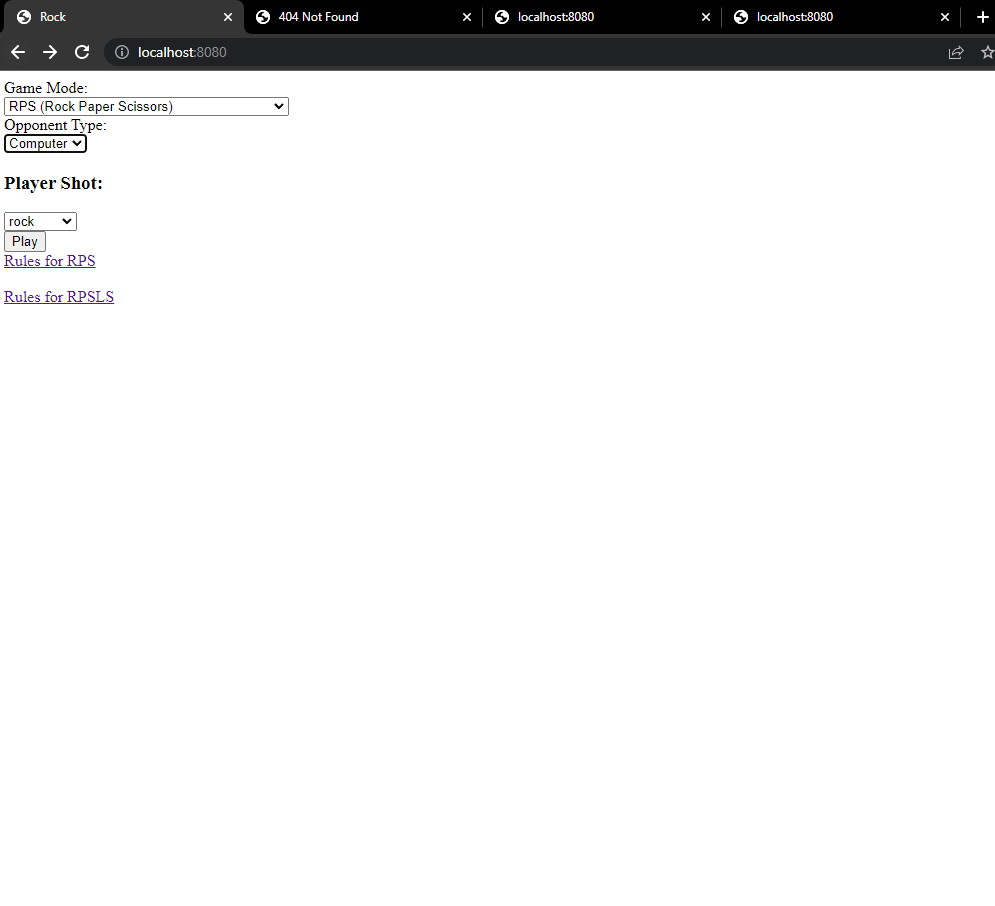 Rock
404 Not Found
localhost:8080
localhost:8080
localhost:8080
Game Mode:
RPS (Rock Paper Scissors)
Opponent Type:
Computer
Player Shot:
rock
Play
Rules for RPS
Rules for RPSLS